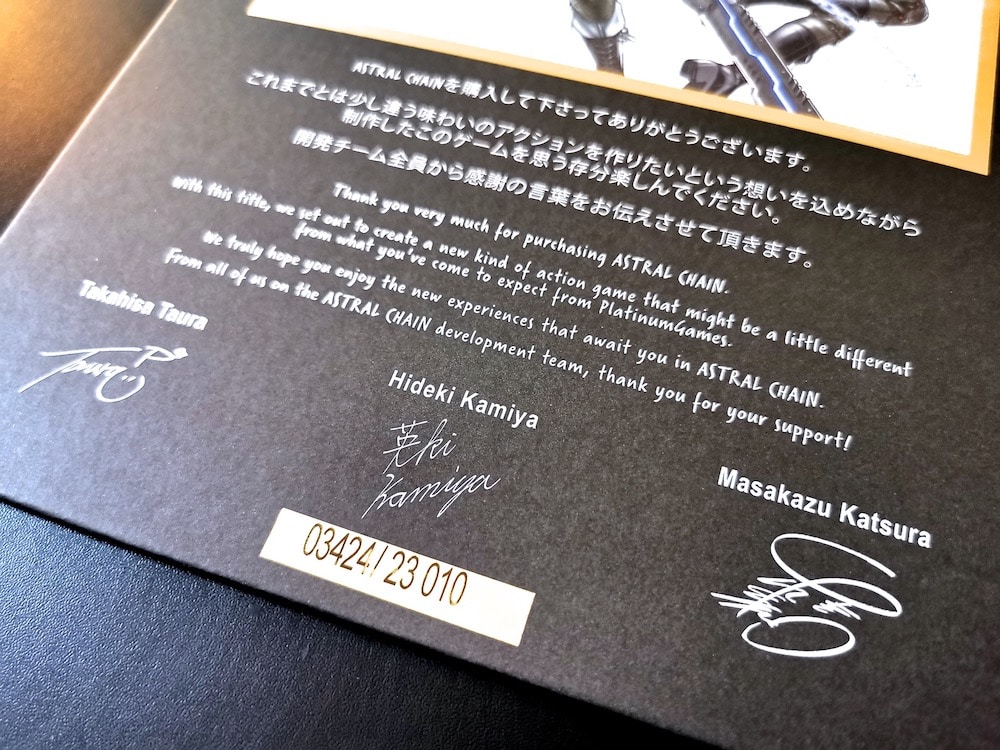 ASTRAL CHAINを購入して下さってありがとうございます。
これまでとは少し違う味わいのアクションを作りたいという想いを込めながら
制作したこのゲームを思う存分楽しんでください。
開発チーム全員から感謝の言葉をお伝えさせて頂きます。
Thank you very much for purchasing ASTRAL CHAIN.
With this title, we set out to create a new kind of action game that might be a little different
from what you've come to expect from PlatinumGames.
We truly hope you enjoy the new experiences that await you in ASTRAL CHAIN.
From all of us on the ASTRAL CHAIN development team, thank you for your support!
Takahisa Taura
Hideki Kamiya
英ki
Kamiya
Masakazu Katsura
03424/ 23 010